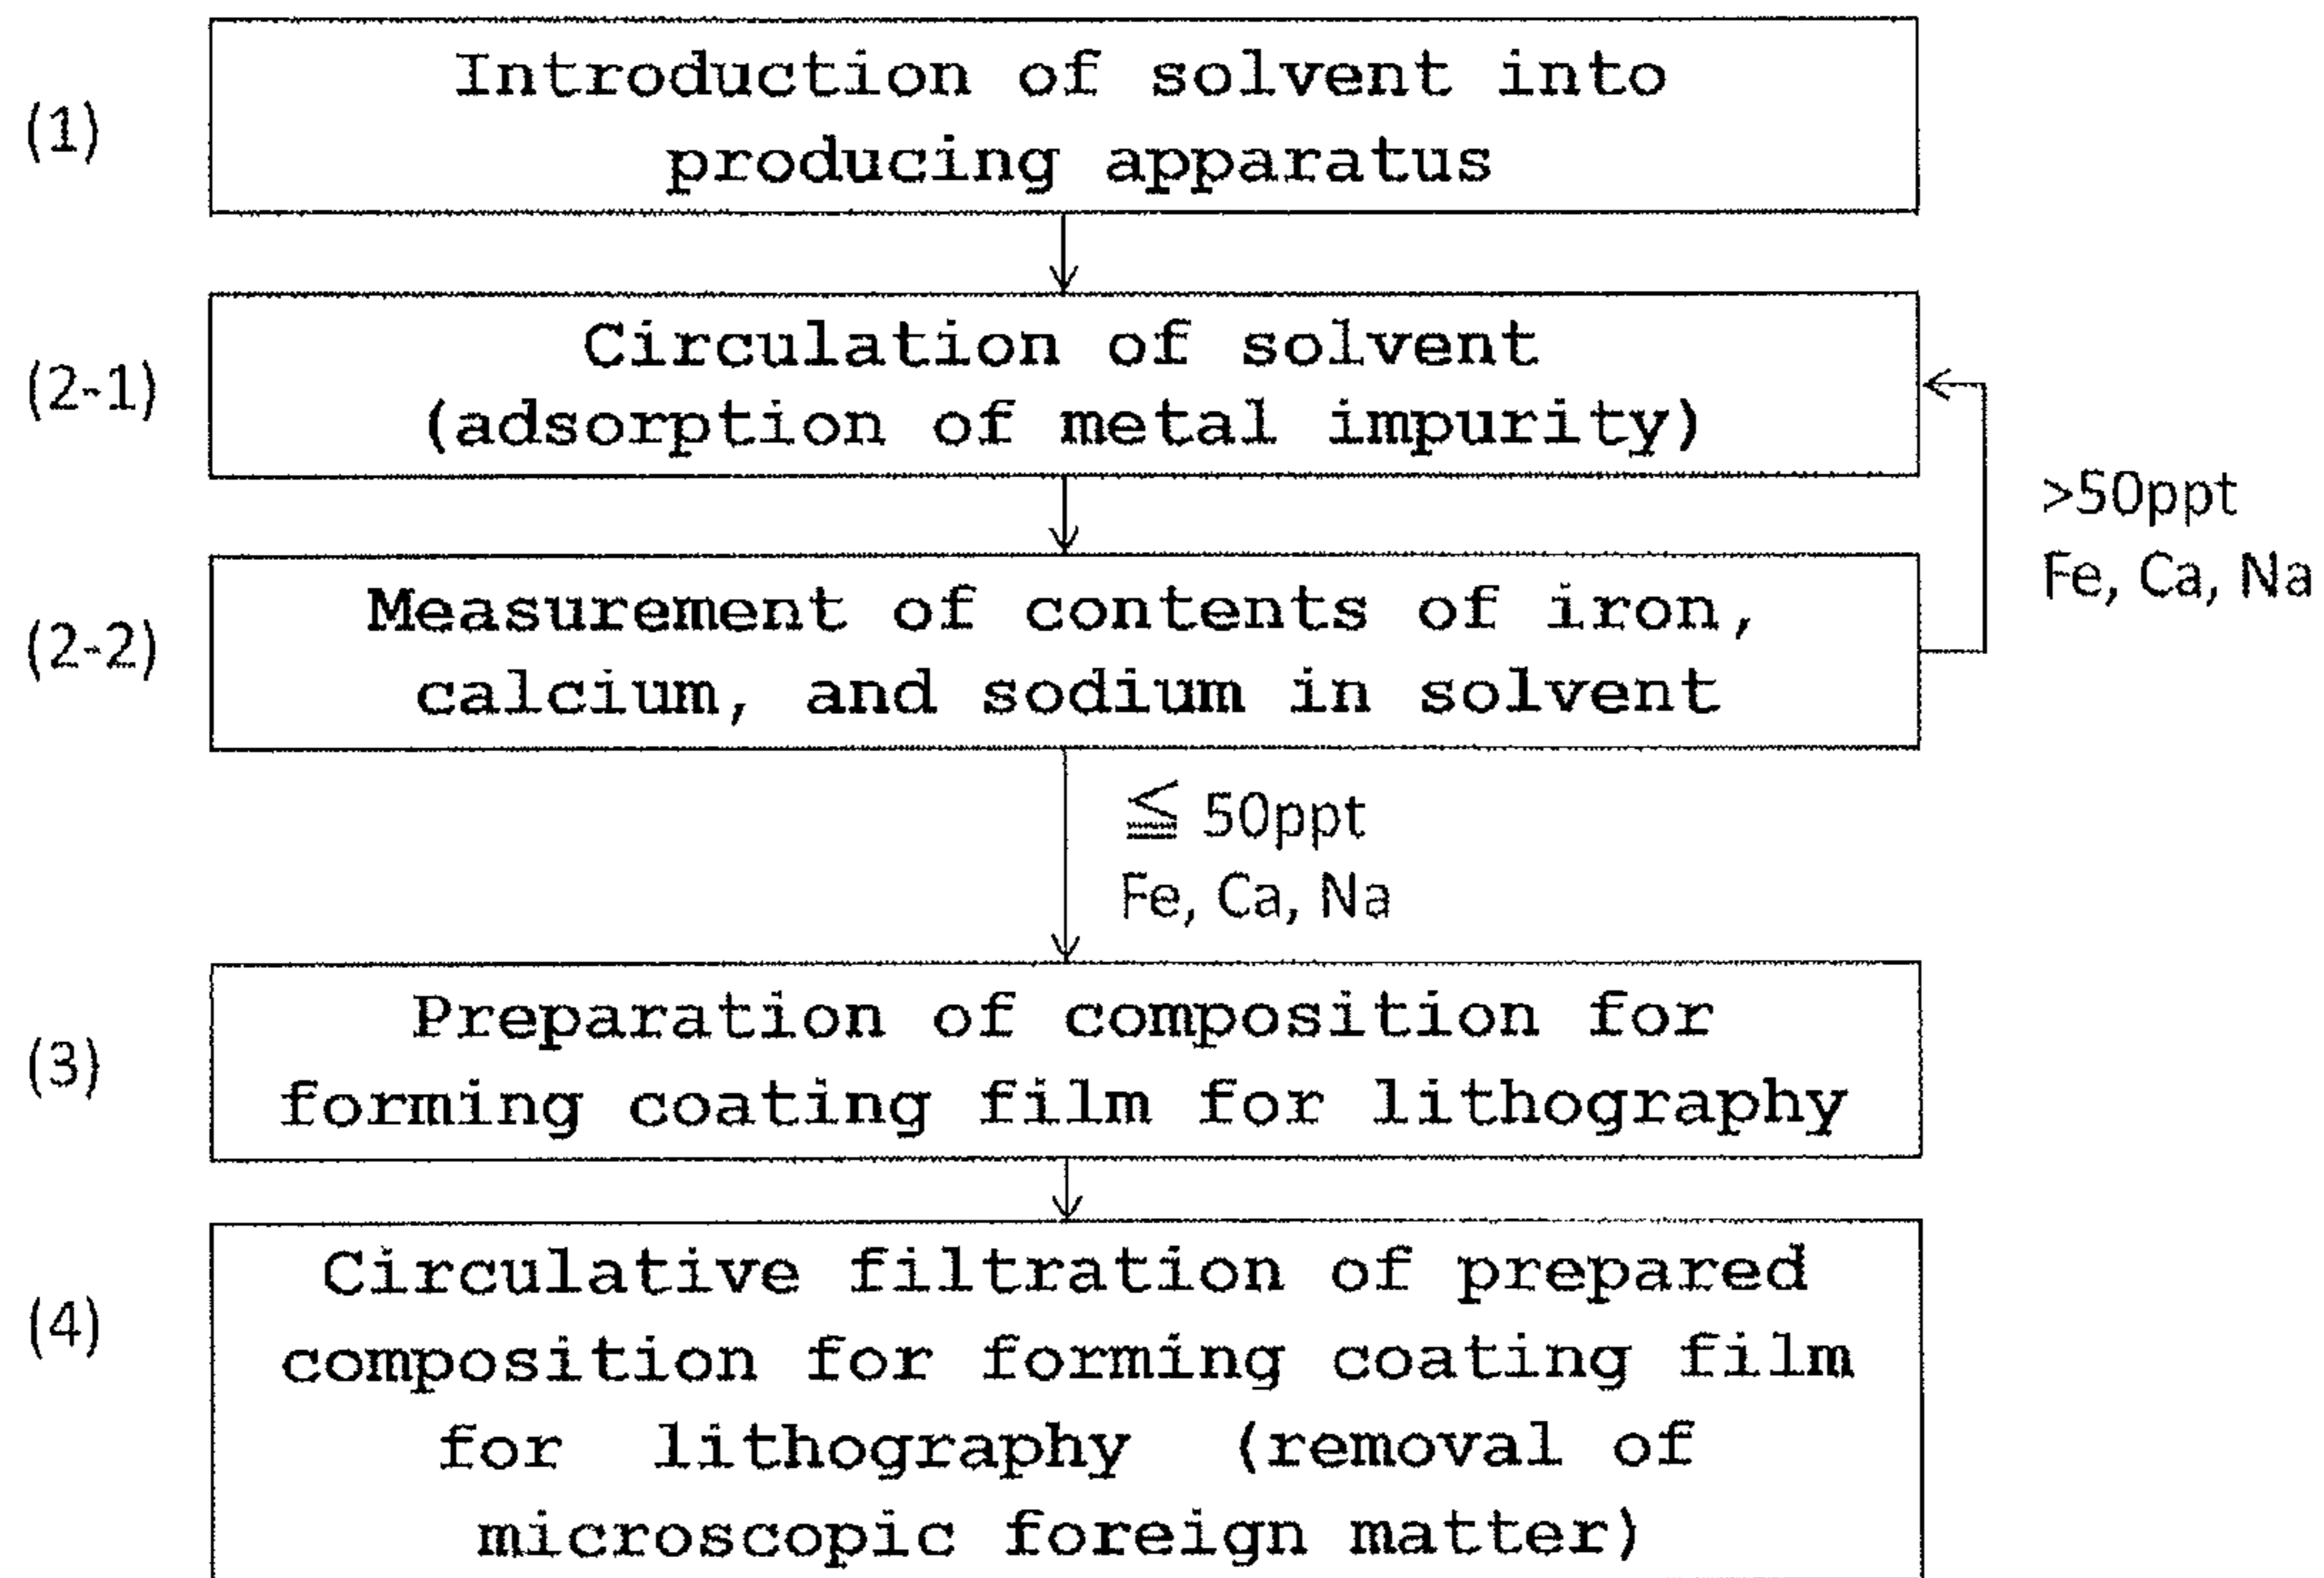 (1)
Introduction of solvent into
producing apparatus
(2-1)
Circulation of solvent
(adsorption of metal impurity)
>50ppt
Fe, Ca, Na
(2-2)
Measurement of contents of iron,
calcium, and sodium in solvent
≦ 50ppt
Fe, Ca, Na
(3)
Preparation of composition for
forming coating film for lithography
(4)
Circulative filtration of prepared
composition for forming coating film
for lithography (removal of
microscopic foreign matter)